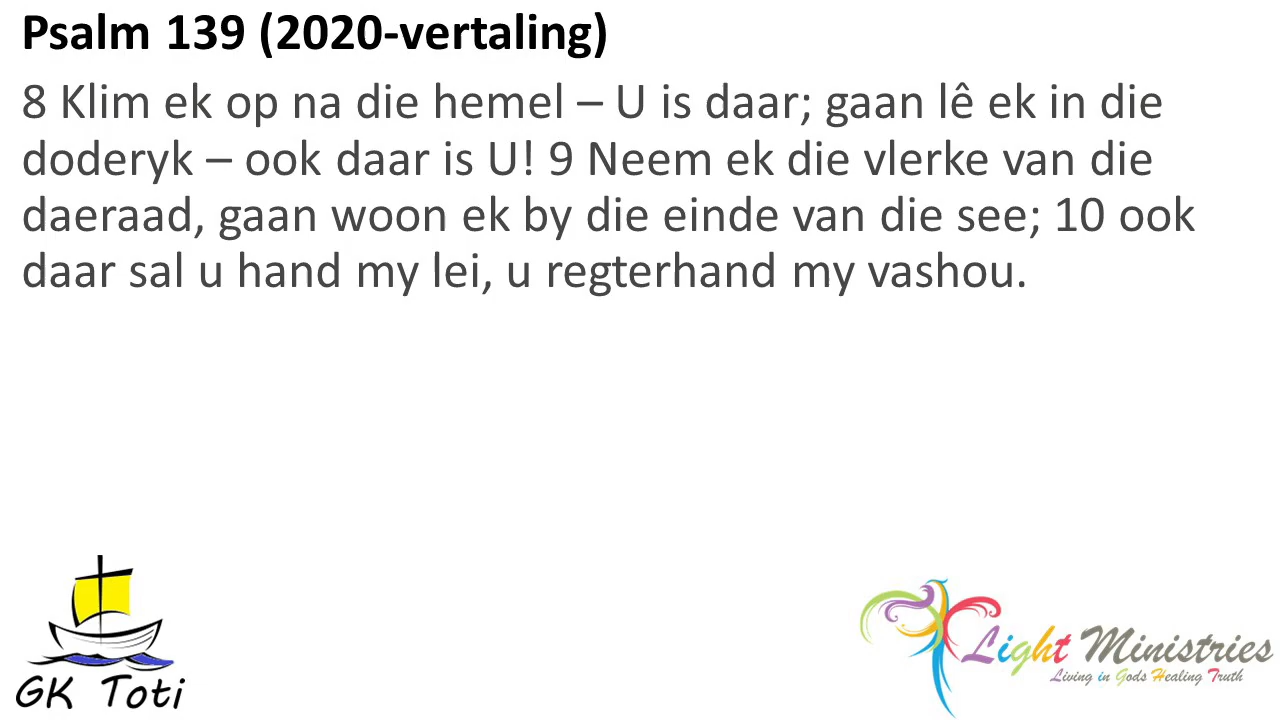 Psalm 139 (2020-vertaling)
8 Klim ek op na die hemel – U is daar; gaan lê ek in die
doderyk – ook daar is U! 9 Neem ek die vlerke van die
daeraad, gaan woon ek by die einde van die see; 10 ook
daar sal u hand my lei, u regterhand my vashou.
GK Toti
Light Ministries
Living in Gods Healing Truth